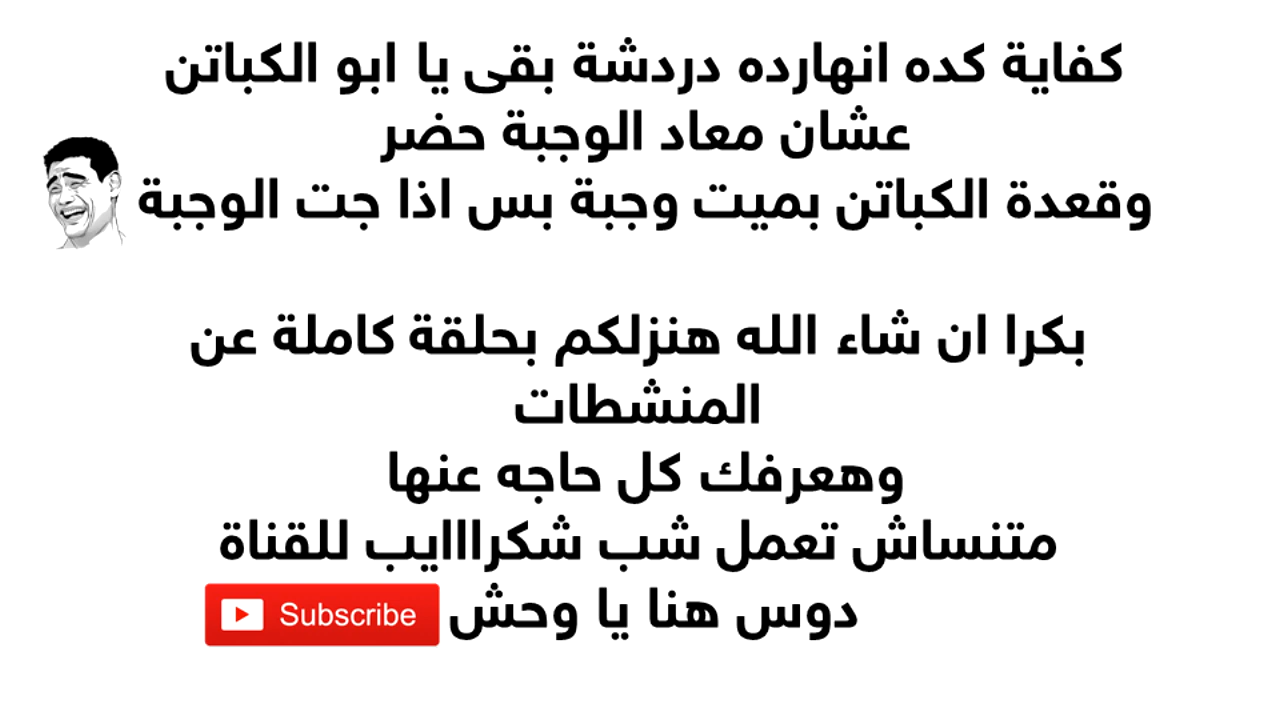 كفاية كده انهارده دردشة بقى يا ابو الكباتن
عشان معاد الوجبة حضر
وقعدة الكباتن بميت وجبة بس اذا جت الوجبة
بكرا ان شاء الله هنزلكم بحلقة كاملة عن
المنشطات
وهعرفك كل حاجه عنها
متنساش تعمل شب شكراااايب للقناة
دوس هنا يا وحش Subscribe